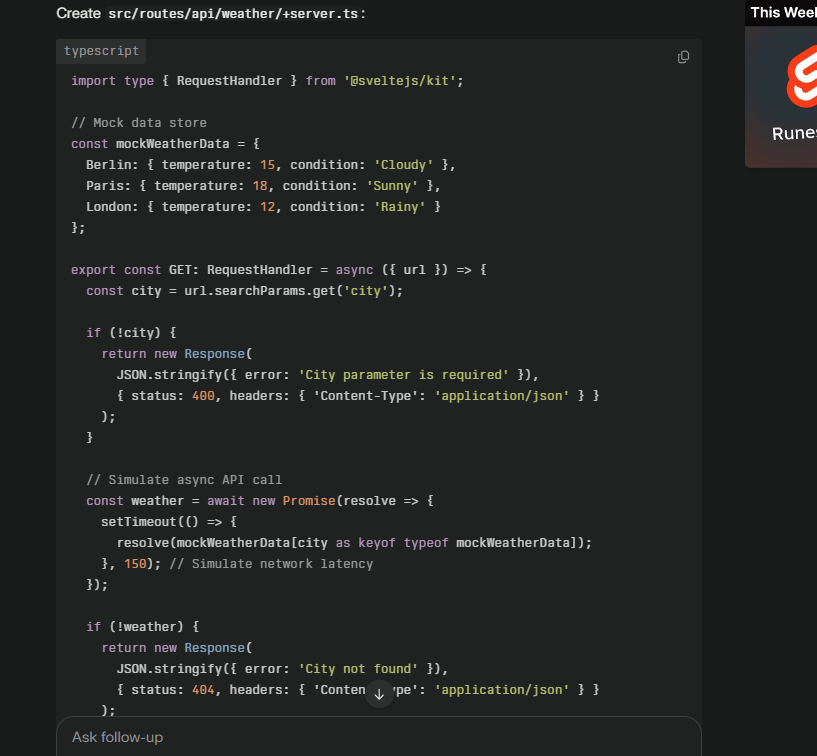 Create src/routes/api/weather/+server.ts:
This Week
typescript
import type { RequestHandler } from '@sveltejs/kit';
// Mock data store
const mockWeatherData = {
Berlin: { temperature: 15, condition: 'Cloudy' },
Paris: { temperature: 18, condition: 'Sunny' },
London: { temperature: 12, condition: 'Rainy' }
};
Runes
export const GET: RequestHandler = async ({ url }) => {
const city = url.searchParams.get('city');
if (!city) {
return new Response(
JSON.stringify({ error: 'City parameter is required' }),
{ status: 400, headers: { 'Content-Type': 'application/json' } }
);
}
// Simulate async API call
const weather = await new Promise(resolve => {
setTimeout(() => {
resolve(mockWeatherData[city as keyof typeof mockWeatherData]);
}, 150); // Simulate network latency
});
if (!weather) {
return new Response(
JSON.stringify({ error: 'City not found' }),
{ status: 404, headers: { 'Conten ype': 'application/json' } }
);
Ask follow-up